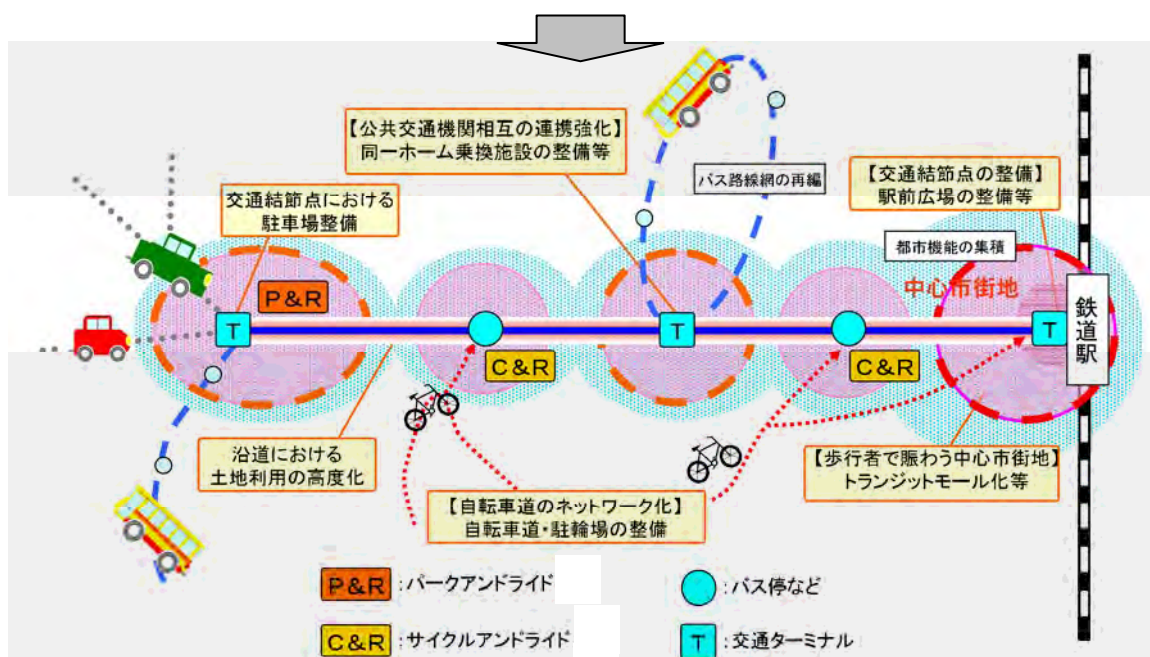 【公共交通機関相互の連携強化】
同一ホーム乗換施設の整備等
バス路線網の再編
【交通結節点の整備】
駅前広場の整備等
交通結節点における
駐車場整備
都市機能の集積
中心市街地
P&R
T
T
T
鉄道駅
C&R
C&R
沿道における
土地利用の高度化
【歩行者で賑わう中心市街地】
トランジットモール化等
【自転車道のネットワーク化】
自転車道・駐輪場の整備
P&R:パークアンドライド
:バス停など
C&R:サイクルアンドライド
T:交通ターミナル